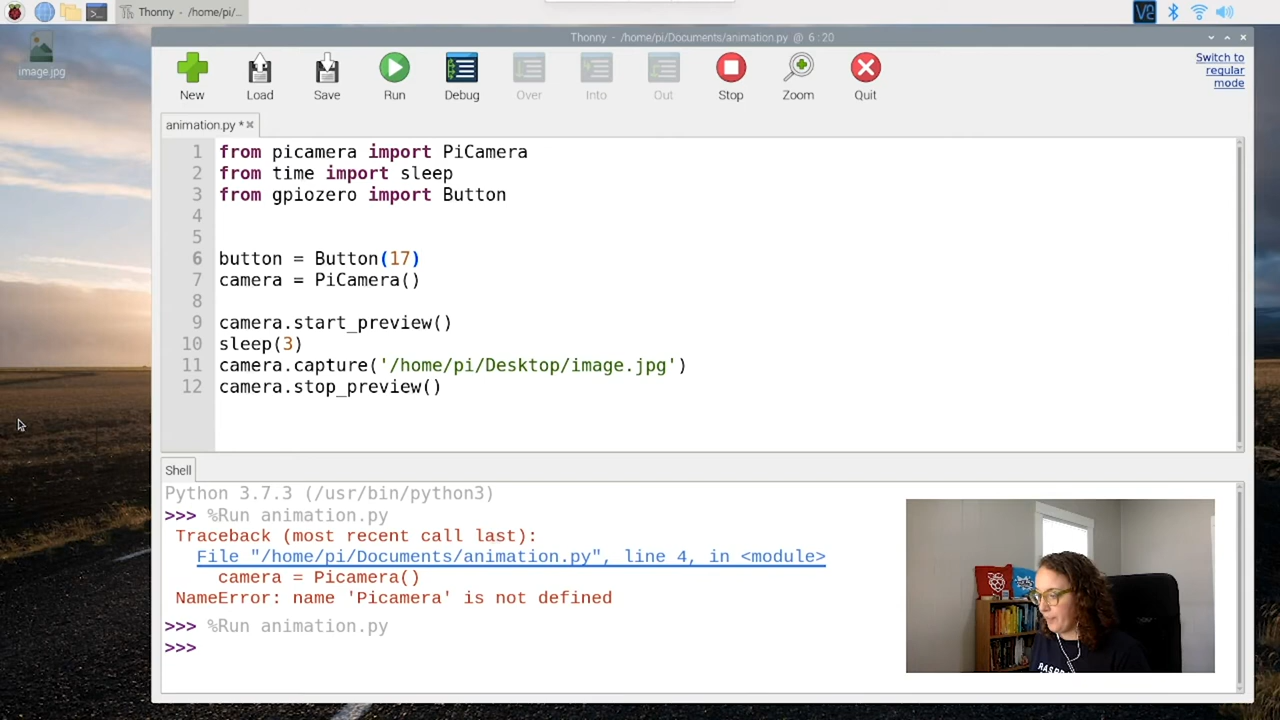 Thonny - /home/pi/...
VC
Thonny - /home/pi/Documents/animation.py @ 6:20
image.jpg
New
Load
Save
Run
Debug
Over
Into
Out
Stop
Zoom
Quit
Switch to
regular
mode
animation.py *
1 from picamera import PiCamera
2 from time import sleep
3 from gpiozero import Button
4
5
6 button = Button(17)
7 camera = PiCamera()
8
9 camera.start_preview()
10 sleep(3)
11 camera.capture('/home/pi/Desktop/image.jpg')
12 camera.stop_preview()
Shell
Python 3.7.3 (/usr/bin/python3)
>>> %Run animation.py
Traceback (most recent call last):
File "/home/pi/Documents/animation.py", line 4, in <module>
camera = Picamera()
NameError: name 'Picamera' is not defined
>>> %Run animation.py
>>>